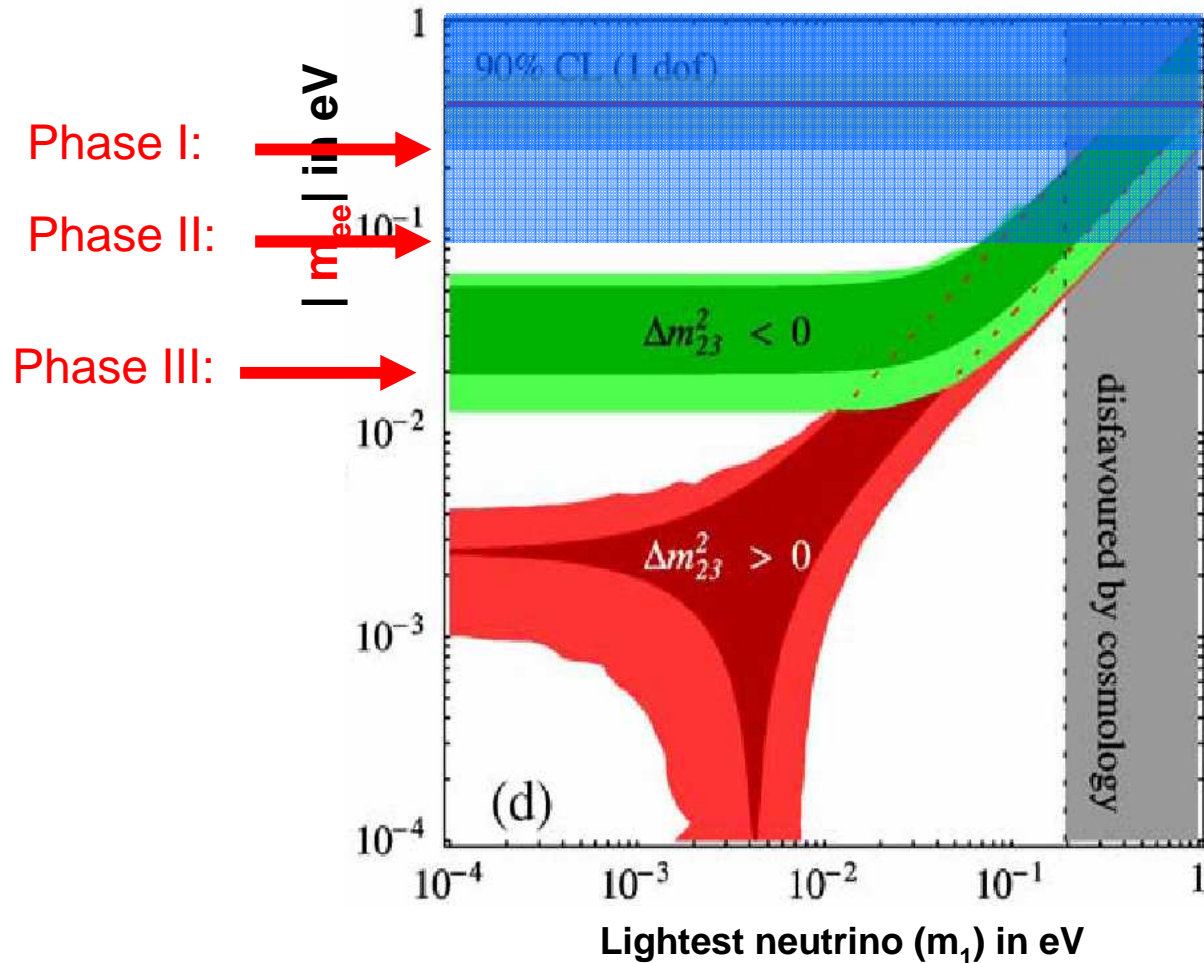 1
90% CL (1 dof)
| mee| in eV
Phase I:
10⁻¹
Phase II:
Δm²₂₃ < 0
Phase III:
10⁻²
disfavoured by cosmology
Δm²₂₃ > 0
10⁻³
(d)
10⁻⁴
10⁻⁴ 10⁻³ 10⁻² 10⁻¹ 1
Lightest neutrino (m₁) in eV